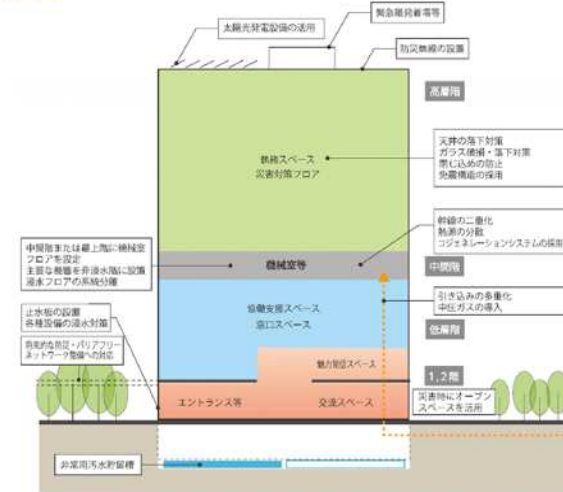 緊急離発着場等
太陽光発電設備の活用
防災無線の設置
高層階
執務スペース
災害対策フロア
天井の落下対策
ガラス破損・落下対策
閉じ込めの防止
免震構造の採用
幹線の二重化
熱源の分散
コジェネレーションシステムの採用
中間階または最上階に機械室
フロアを設定
主要な機器を非浸水階に設置
浸水フロアの系統分離
機械室等
中間階
協働支援スペース
窓口スペース
引き込みの多重化
中圧ガスの導入
低層階
止水板の設置
各種設備の浸水対策
将来的な防災・バリアフリー
ネットワーク整備への対応
魅力発信スペース
1,2階
エントランス等
交流スペース
災害時にオープン
スペースを活用
非常用汚水貯留槽